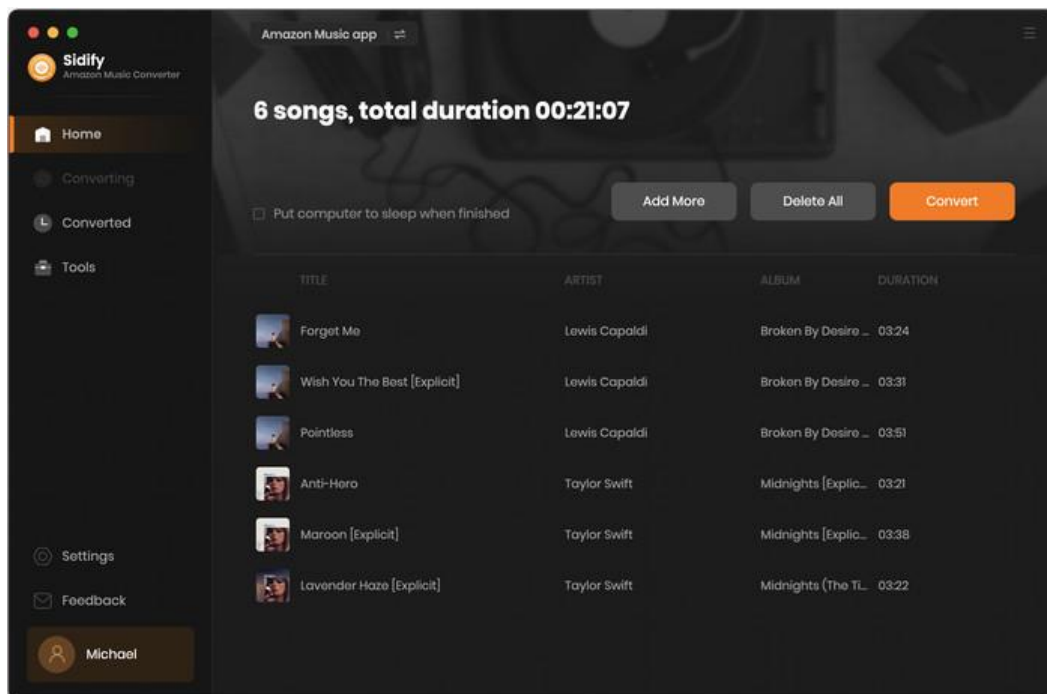 Sidify
Amazon Music Converter
Home
Converting
Converted
Tools
Settings
Feedback
Michael
Amazon Music app
6 songs, total duration 00:21:07
Put computer to sleep when finished
Add More
Delete All
Convert
TITLE ARTIST ALBUM DURATION
Forget Me Lewis Capaldi Broken By Desire ... 03:24
Wish You The Best [Explicit] Lewis Capaldi Broken By Desire ... 03:31
Pointless Lewis Capaldi Broken By Desire ... 03:51
Anti-Hero Taylor Swift Midnights [Explic... 03:21
Maroon [Explicit] Taylor Swift Midnights [Explic... 03:38
Lavender Haze [Explicit] Taylor Swift Midnights (The Ti... 03:22